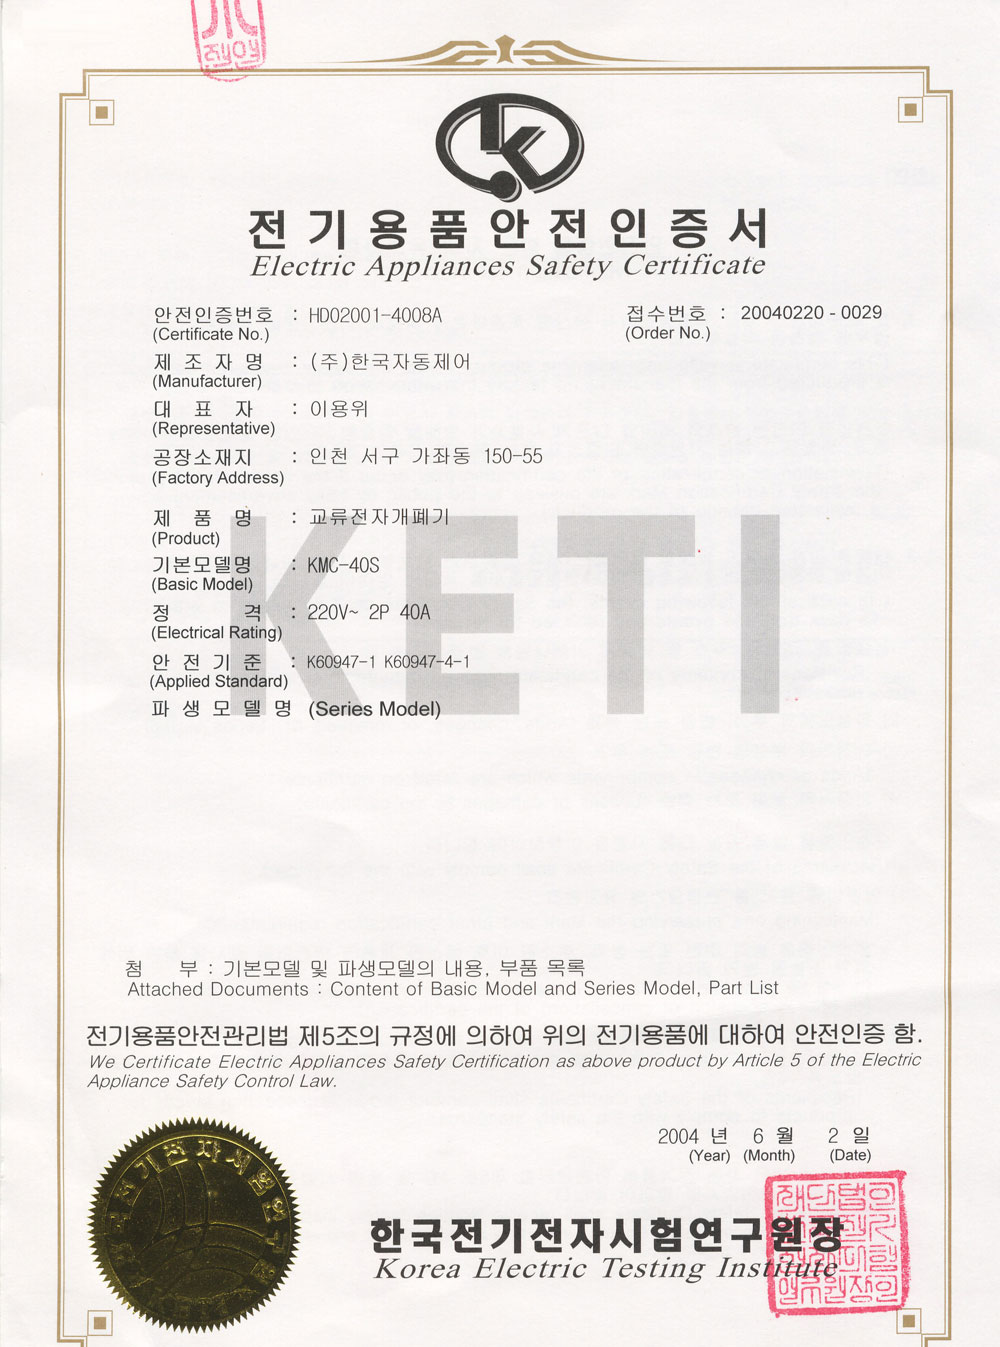 전기용품안전인증서
Electric Appliances Safety Certificate
안전인증번호 : HD02001-4008A 접수번호 : 20040220 - 0029
(Certificate No.) (Order No.)
제 조 자 명 : (주)한국자동제어
(Manufacturer)
대 표 자 : 이용위
(Representative)
공장소재지 : 인천 서구 가좌동 150-55
(Factory Address)
제 품 명 : 교류전자개폐기
(Product)
기본모델명 : KMC-40S
(Basic Model)
정 격 : 220V~ 2P 40A
(Electrical Rating)
안 전 기 준 : K60947-1 K60947-4-1
(Applied Standard)
파 생 모 델 명 (Series Model)
KETI
첨 부 : 기본모델 및 파생모델의 내용, 부품 목록
Attached Documents : Content of Basic Model and Series Model, Part List
전기용품안전관리법 제5조의 규정에 의하여 위의 전기용품에 대하여 안전인증 함.
We Certificate Electric Appliances Safety Certification as above product by Article 5 of the Electric
Appliance Safety Control Law.
2004 년 6 월 2 일
(Year) (Month) (Date)
한국전기전자시험연구원장
Korea Electric Testing Institute